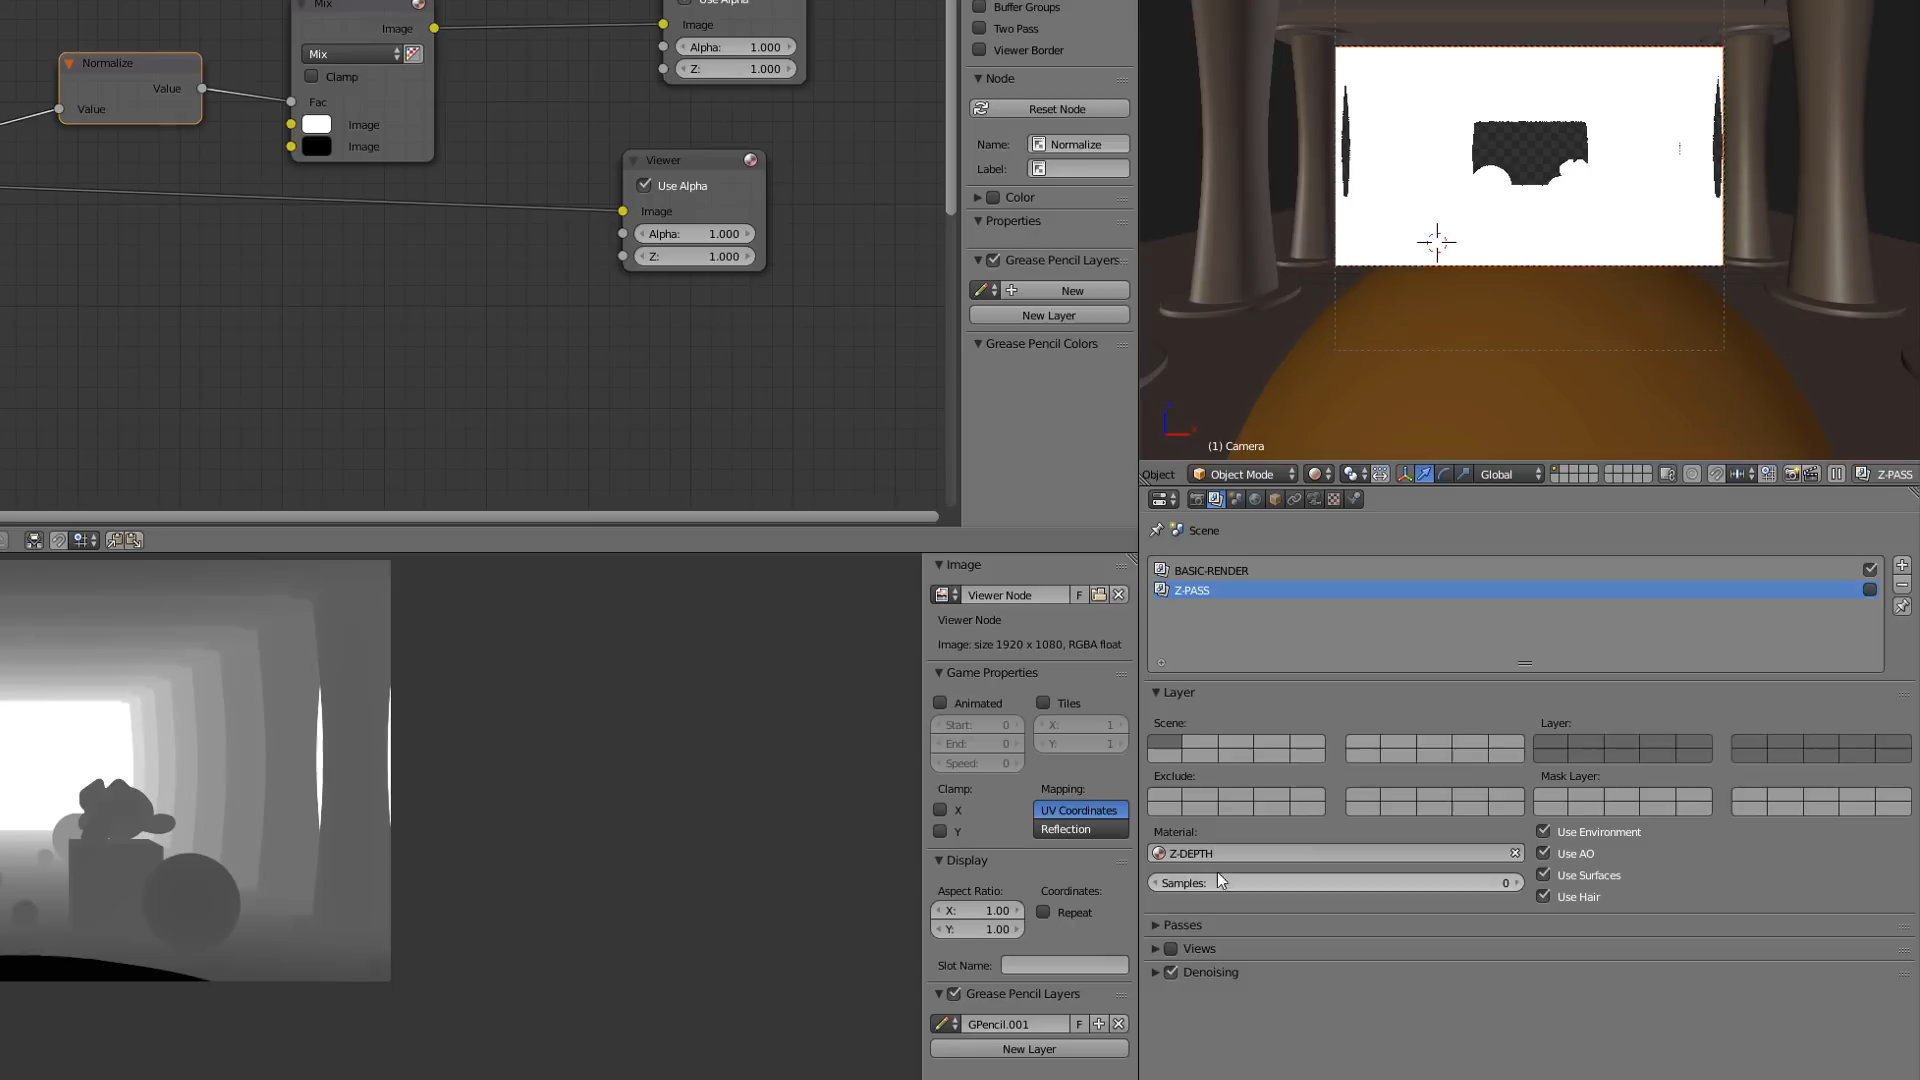 Mix
Image
Mix
Clamp
Fac
Image
Image
Normalize
Value
Value
Use Alpha
Image
Alpha: 1.000
Z: 1.000
Viewer
Use Alpha
Image
Alpha: 1.000
Z: 1.000
Buffer Groups
Two Pass
Viewer Border
Node
Reset Node
Name: Normalize
Label:
Color
Properties
Grease Pencil Layers
New
New Layer
Grease Pencil Colors
(1) Camera
Object Object Mode Global Z-PASS
Scene
BASIC-RENDER
Z-PASS
Layer
Scene: Layer:
Exclude: Mask Layer:
Material:
Z-DEPTH
Samples: 0
Use Environment
Use AO
Use Surfaces
Use Hair
Passes
Views
Denoising
Image
Viewer Node F
Viewer Node
Image: size 1920 x 1080, RGBA float
Game Properties
Animated Tiles
Start: 0 X: 1
End: 0 Y: 1
Speed: 0
Clamp: Mapping:
X UV Coordinates
Y Reflection
Display
Aspect Ratio: Coordinates:
X: 1.00 Repeat
Y: 1.00
Slot Name:
Grease Pencil Layers
GPencil.001 F
New Layer